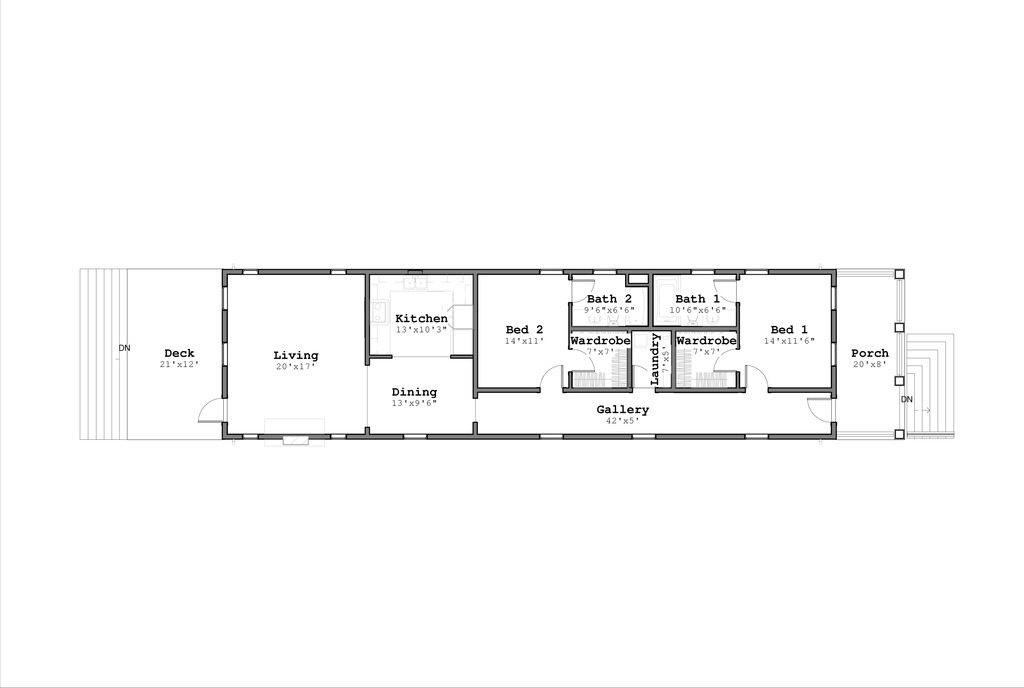 DN
Deck
21'x12'
Living
20'x17'
Kitchen
13'x10'3"
Dining
13'x9'6"
Bed 2
14'x11'
Bath 2
9'6"x6'6"
Wardrobe
7'x7'
Laundry
7'x5'
Bath 1
10'6"x6'6"
Wardrobe
7'x7'
Bed 1
14'x11'6"
Gallery
42'x5'
Porch
20'x8'
DN